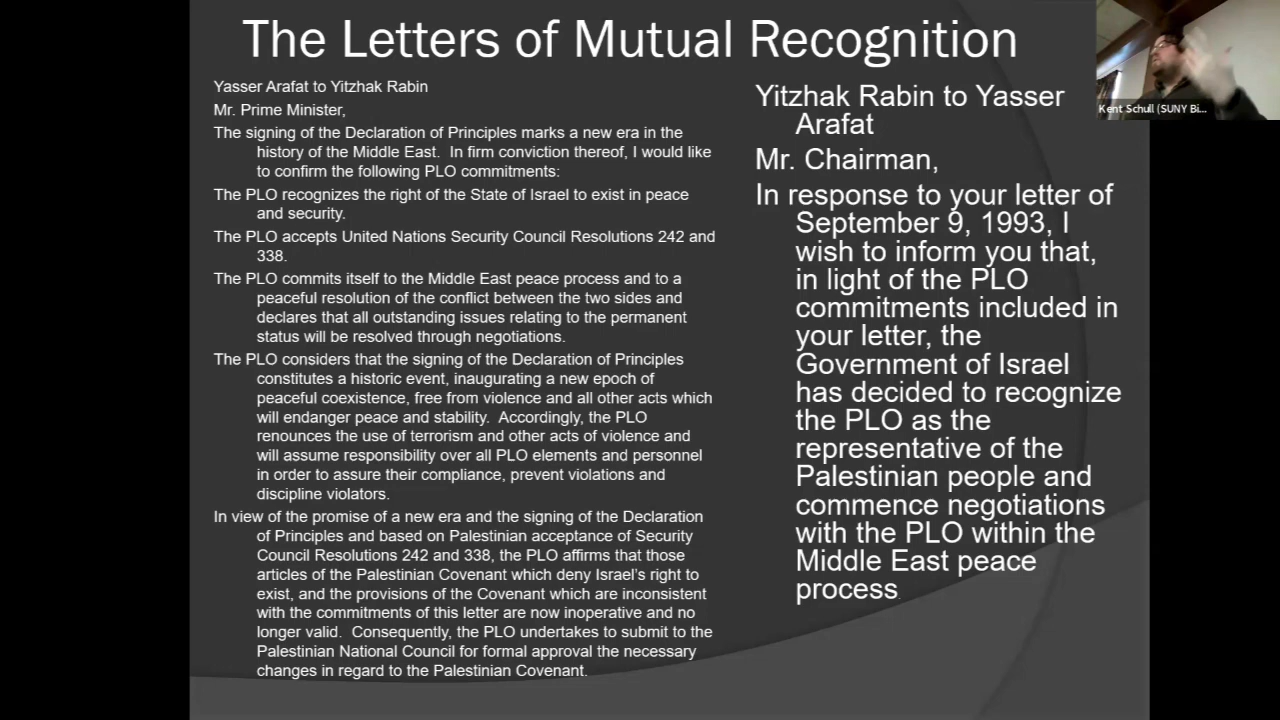 The Letters of Mutual Recognition
Yasser Arafat to Yitzhak Rabin
Mr. Prime Minister,
The signing of the Declaration of Principles marks a new era in the
history of the Middle East.  In firm conviction thereof, I would like
to confirm the following PLO commitments:
The PLO recognizes the right of the State of Israel to exist in peace
and security.
The PLO accepts United Nations Security Council Resolutions 242 and
338.
The PLO commits itself to the Middle East peace process and to a
peaceful resolution of the conflict between the two sides and
declares that all outstanding issues relating to the permanent
status will be resolved through negotiations.
The PLO considers that the signing of the Declaration of Principles
constitutes a historic event, inaugurating a new epoch of
peaceful coexistence, free from violence and all other acts which
will endanger peace and stability.  Accordingly, the PLO
renounces the use of terrorism and other acts of violence and
will assume responsibility over all PLO elements and personnel
in order to assure their compliance, prevent violations and
discipline violators.
In view of the promise of a new era and the signing of the Declaration
of Principles and based on Palestinian acceptance of Security
Council Resolutions 242 and 338, the PLO affirms that those
articles of the Palestinian Covenant which deny Israel's right to
exist, and the provisions of the Covenant which are inconsistent
with the commitments of this letter are now inoperative and no
longer valid.  Consequently, the PLO undertakes to submit to the
Palestinian National Council for formal approval the necessary
changes in regard to the Palestinian Covenant.
Yitzhak Rabin to Yasser
Arafat
Mr. Chairman,
In response to your letter of
September 9, 1993, I
wish to inform you that,
in light of the PLO
commitments included in
your letter, the
Government of Israel
has decided to recognize
the PLO as the
representative of the
Palestinian people and
commence negotiations
with the PLO within the
Middle East peace
process.
Kent Schull (SUNY Bi...